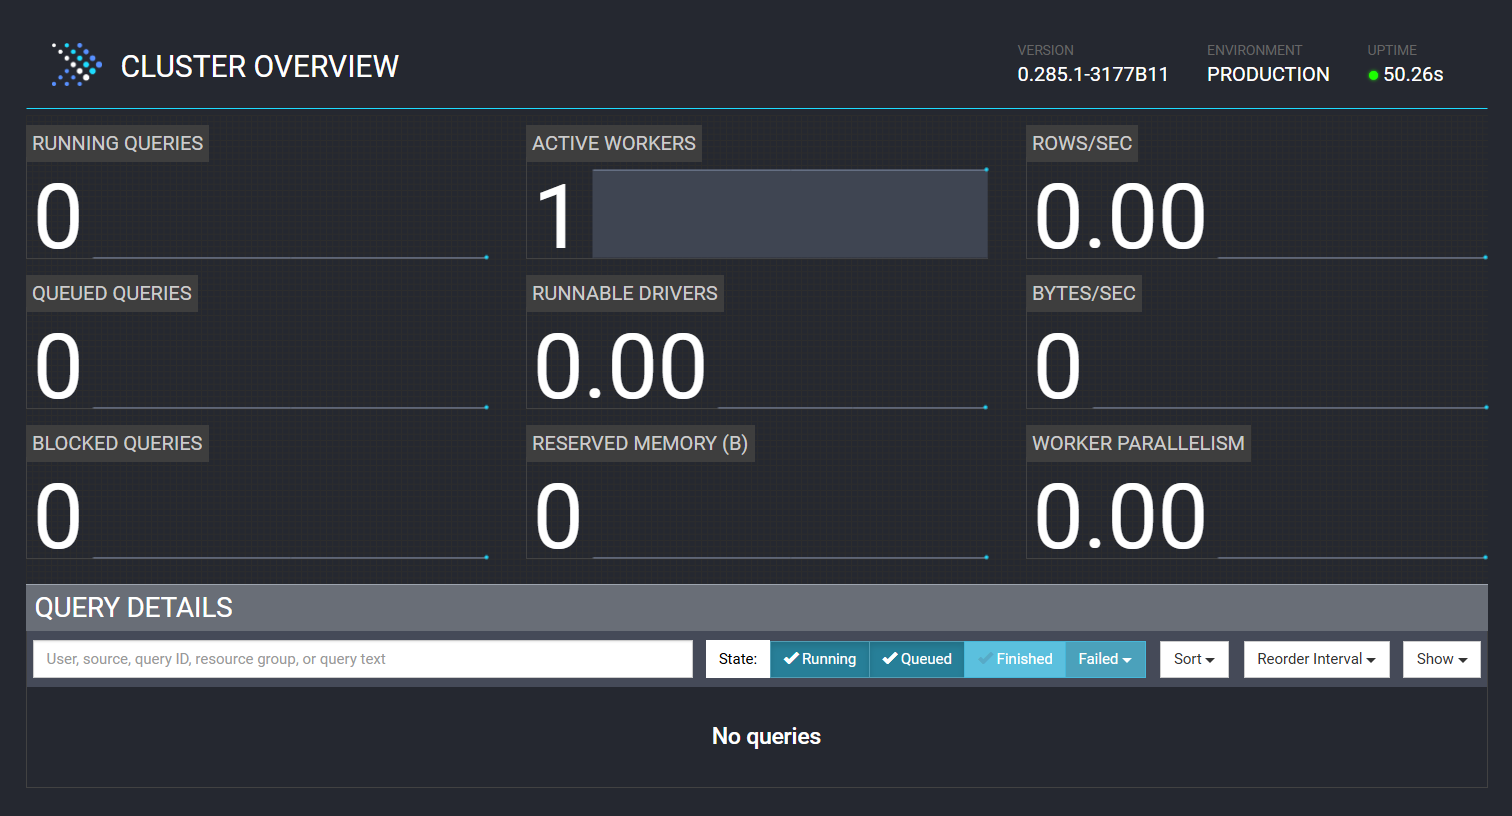 CLUSTER OVERVIEW
VERSION
0.285.1-3177B11
ENVIRONMENT
PRODUCTION
UPTIME
50.26s
RUNNING QUERIES
0
ACTIVE WORKERS
1
ROWS/SEC
0.00
QUEUED QUERIES
0
RUNNABLE DRIVERS
0.00
BYTES/SEC
0
BLOCKED QUERIES
0
RESERVED MEMORY (B)
0
WORKER PARALLELISM
0.00
QUERY DETAILS
User, source, query ID, resource group, or query text
State:
Running
Queued
Finished
Failed
Sort
Reorder Interval
Show
No queries